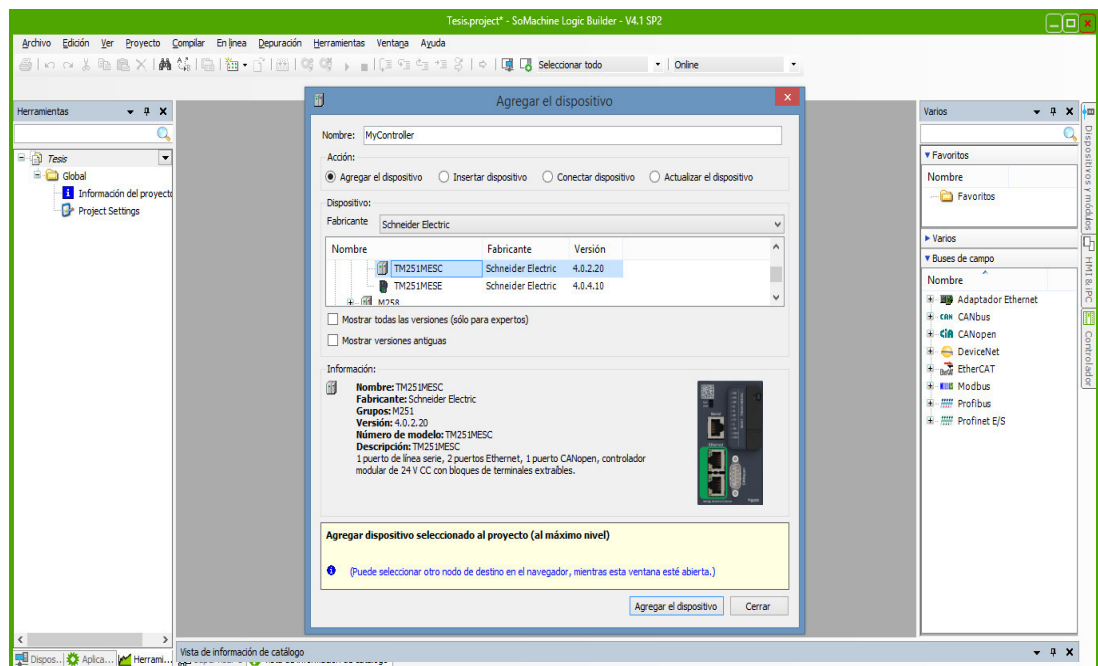 Tesis.project* - SoMachine Logic Builder - V4.1 SP2
Archivo Edición Ver Proyecto Compilar En línea Depuración Herramientas Ventana Ayuda
Seleccionar todo Online
Herramientas
Tesis
Global
Información del proyecto
Project Settings
Agregar el dispositivo
Nombre: MyController
Acción:
Agregar el dispositivo Insertar dispositivo Conectar dispositivo Actualizar el dispositivo
Dispositivo:
Fabricante Schneider Electric
Nombre Fabricante Versión
TM251MESC Schneider Electric 4.0.2.20
TM251MESE Schneider Electric 4.0.4.10
M258
Mostrar todas las versiones (sólo para expertos)
Mostrar versiones antiguas
Información:
Nombre: TM251MESC
Fabricante: Schneider Electric
Grupos: M251
Versión: 4.0.2.20
Número de modelo: TM251MESC
Descripción: TM251MESC
1 puerto de línea serie, 2 puertos Ethernet, 1 puerto CANopen, controlador
modular de 24 V CC con bloques de terminales extraíbles.
Agregar dispositivo seleccionado al proyecto (al máximo nivel)
(Puede seleccionar otro nodo de destino en el navegador, mientras esta ventana esté abierta.)
Agregar el dispositivo Cerrar
Varios
Favoritos
Nombre
Favoritos
Varios
Buses de campo
Nombre
Adaptador Ethernet
CANbus
CANopen
DeviceNet
EtherCAT
Modbus
Profibus
Profinet E/S
Dispositivos y módulos
HMI & iPC
Controlador
Dispos... Aplica... Herrami...
Vista de información de catálogo